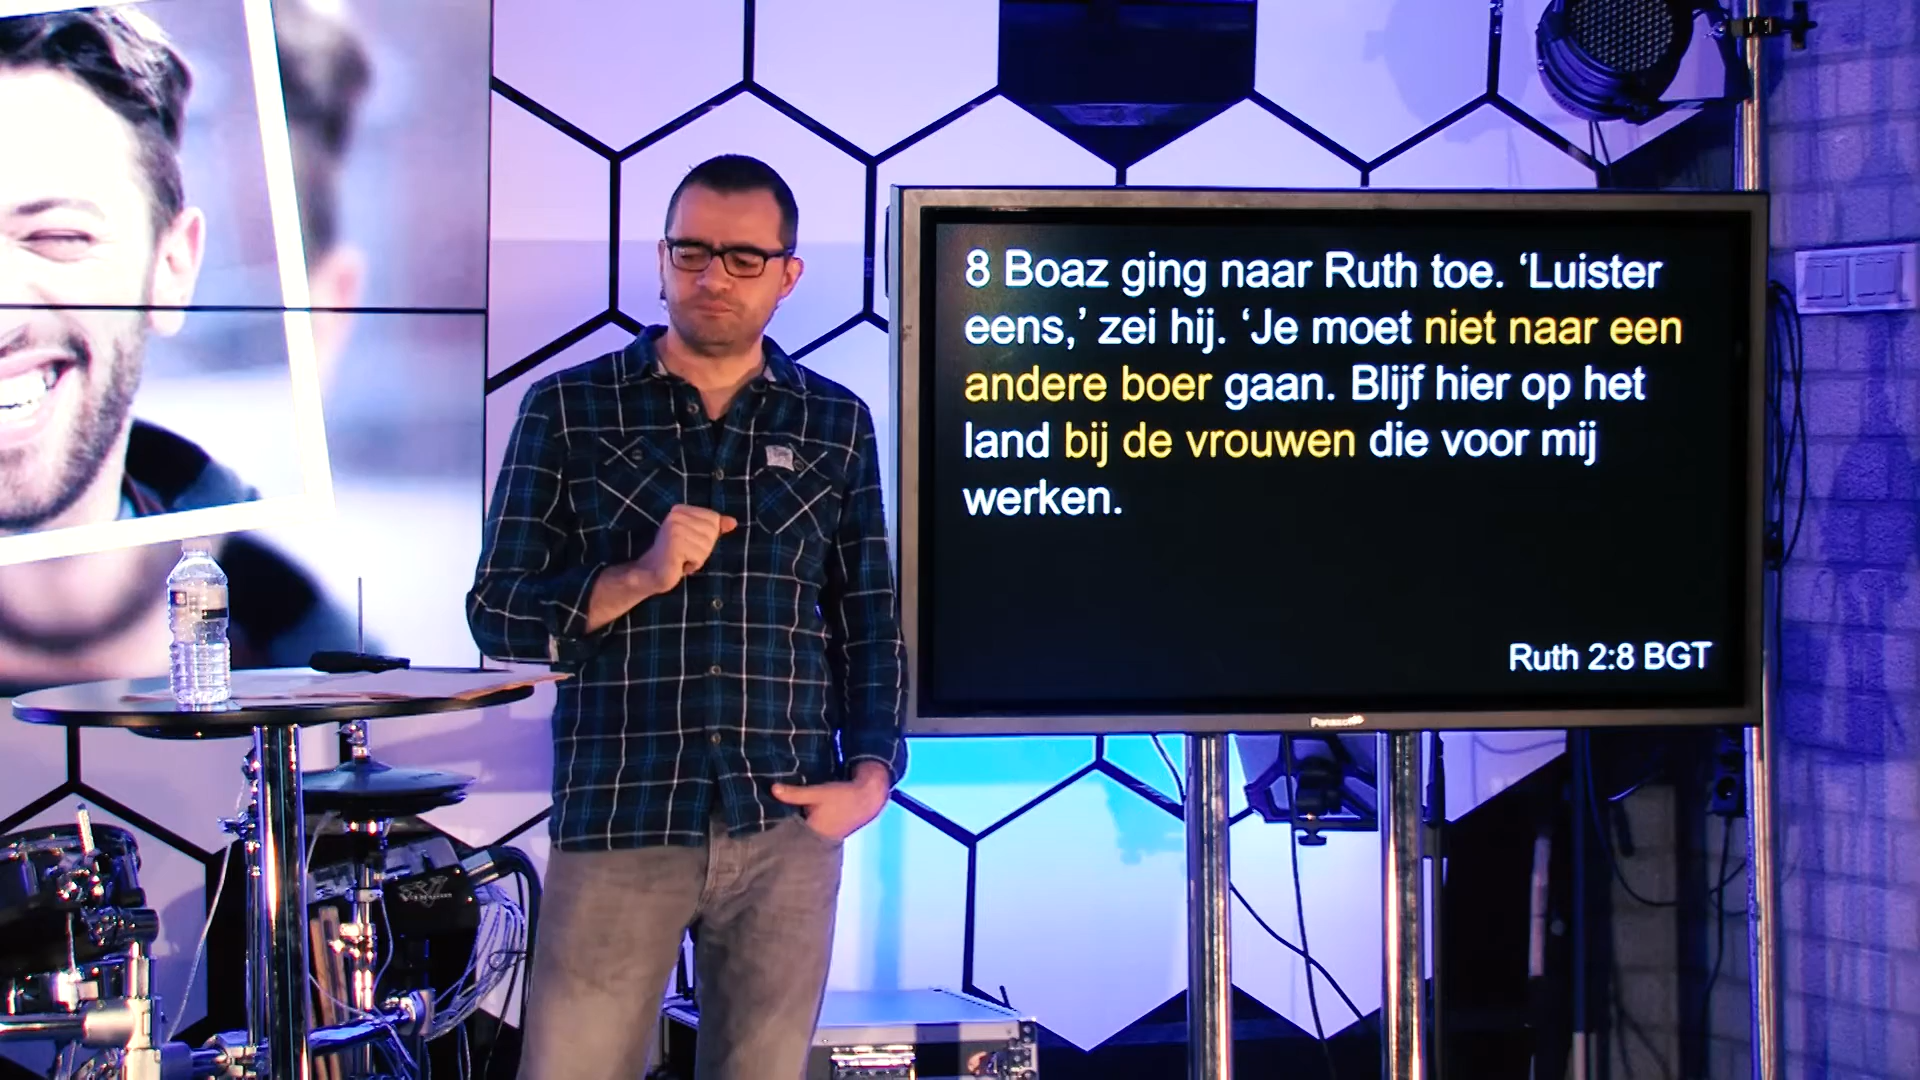 8 Boaz ging naar Ruth toe. ‘Luister
eens,’ zei hij. ‘Je moet niet naar een
andere boer gaan. Blijf hier op het
land bij de vrouwen die voor mij
werken.
Ruth 2:8 BGT
Panasonic